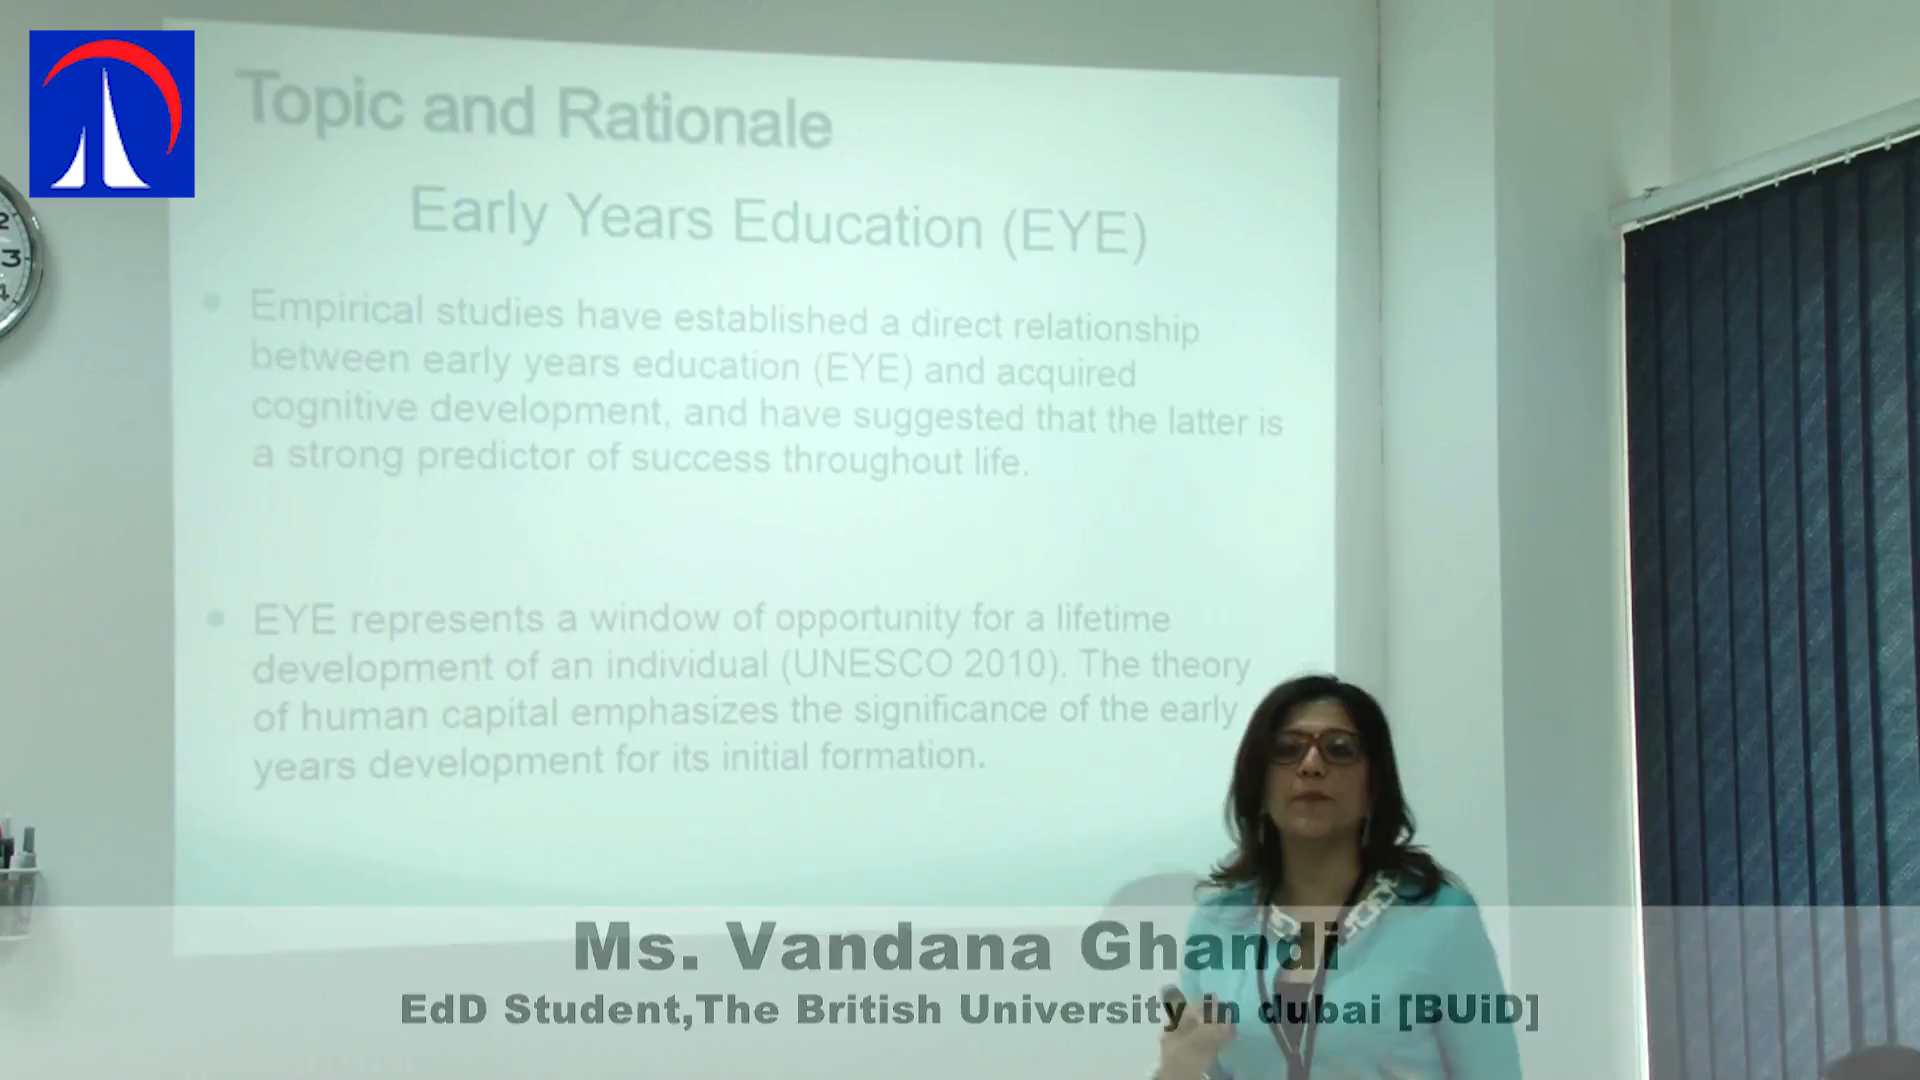 Topic and Rationale
Early Years Education (EYE)
Empirical studies have established a direct relationship
between early years education (EYE) and acquired
cognitive development, and have suggested that the latter is
a strong predictor of success throughout life.
EYE represents a window of opportunity for a lifetime
development of an individual (UNESCO 2010). The theory
of human capital emphasizes the significance of the early
years development for its initial formation.
2
3
4
Ms. Vandana Ghandi
EdD Student,The British University in dubai [BUiD]